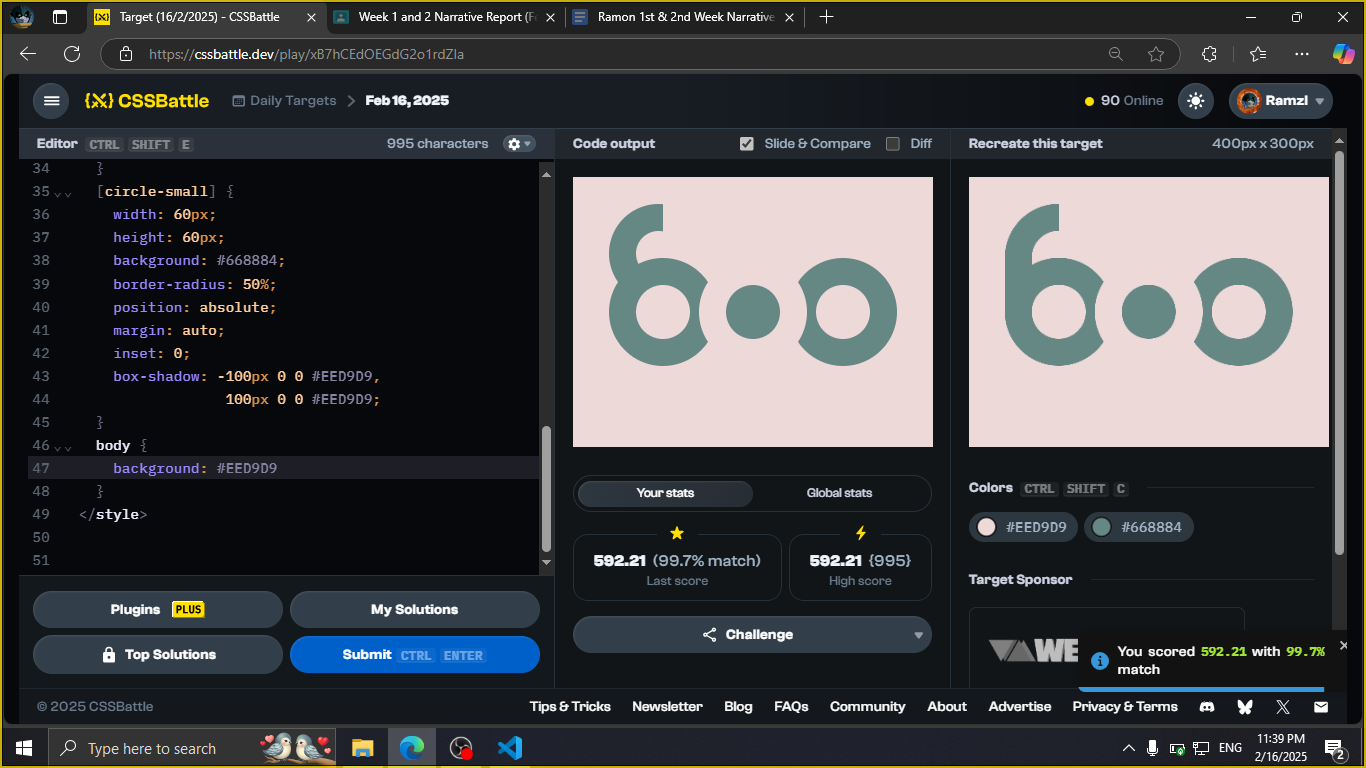 Target (16/2/2025) - CSSBattle
Week 1 and 2 Narrative Report (F
Ramon 1st & 2nd Week Narrative
https://cssbattle.dev/play/xB7hCEdOEGdG2o1rdZla
{X} CSSBattle
Daily Targets
Feb 16, 2025
90 Online
Ramzl
Editor CTRL SHIFT E
995 characters
Code output
Slide & Compare
Diff
Recreate this target
400px x 300px
34 }
35 [circle-small] {
36 width: 60px;
37 height: 60px;
38 background: #668884;
39 border-radius: 50%;
40 position: absolute;
41 margin: auto;
42 inset: 0;
43 box-shadow: -100px 0 0 #EED9D9,
44 100px 0 0 #EED9D9;
45 }
46 body {
47 background: #EED9D9
48 }
49 </style>
50
51
Your stats
Global stats
592.21 (99.7% match)
Last score
592.21 {995}
High score
Challenge
Colors CTRL SHIFT C
#EED9D9
#668884
Target Sponsor
WE
You scored 592.21 with 99.7%
match
Plugins PLUS
My Solutions
Top Solutions
Submit CTRL ENTER
© 2025 CSSBattle
Tips & Tricks
Newsletter
Blog
FAQs
Community
About
Advertise
Privacy & Terms
Type here to search
ENG
11:39 PM
2/16/2025
2